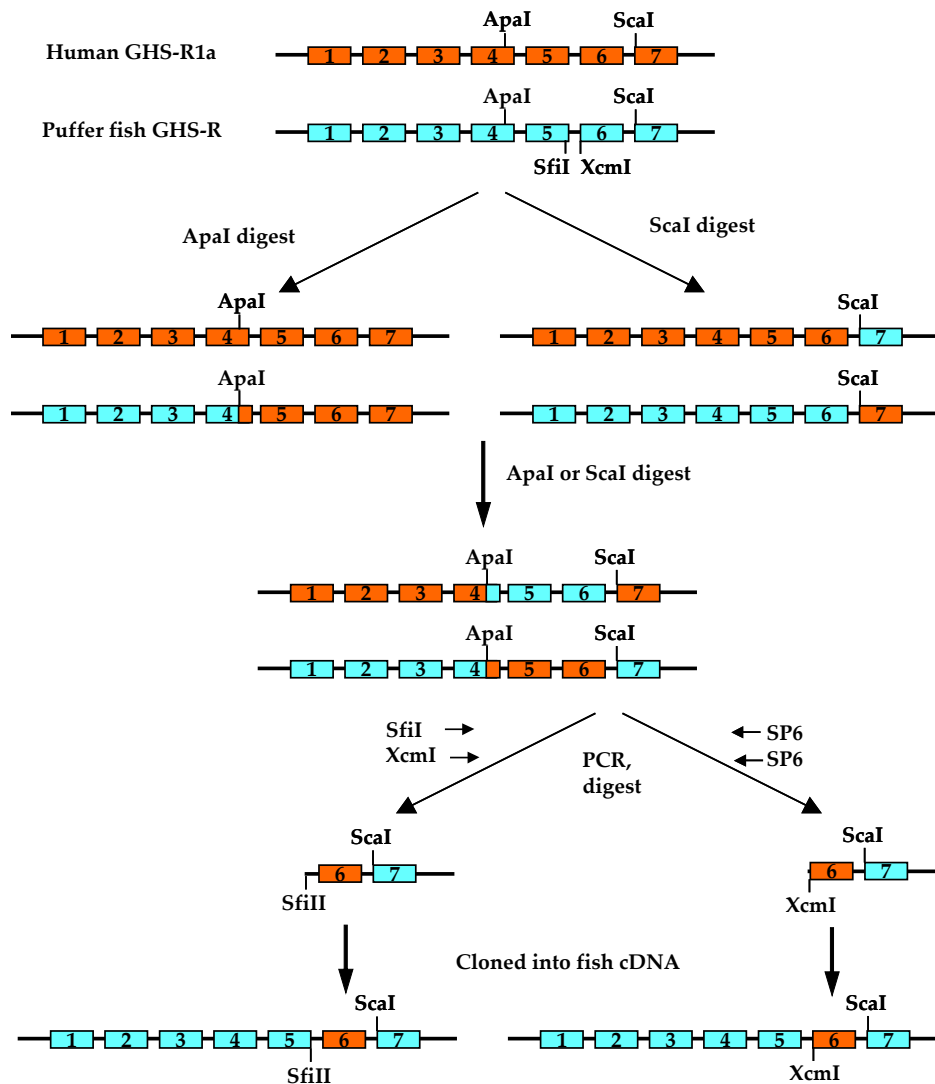 ApaI ScaI
Human GHS-R1a
1 2 3 4 5 6 7
ApaI ScaI
Puffer fish GHS-R
1 2 3 4 5 6 7
SfiI XcmI
ApaI digest
ScaI digest
ApaI
1 2 3 4 5 6 7
ApaI
1 2 3 4 5 6 7
ScaI
1 2 3 4 5 6 7
ScaI
1 2 3 4 5 6 7
ApaI or ScaI digest
ApaI ScaI
1 2 3 4 5 6 7
ApaI ScaI
1 2 3 4 5 6 7
SfiI
XcmI
PCR,
digest
SP6
SP6
ScaI
6 7
SfiII
ScaI
6 7
XcmI
Cloned into fish cDNA
ScaI
1 2 3 4 5 6 7
SfiII
ScaI
1 2 3 4 5 6 7
XcmI